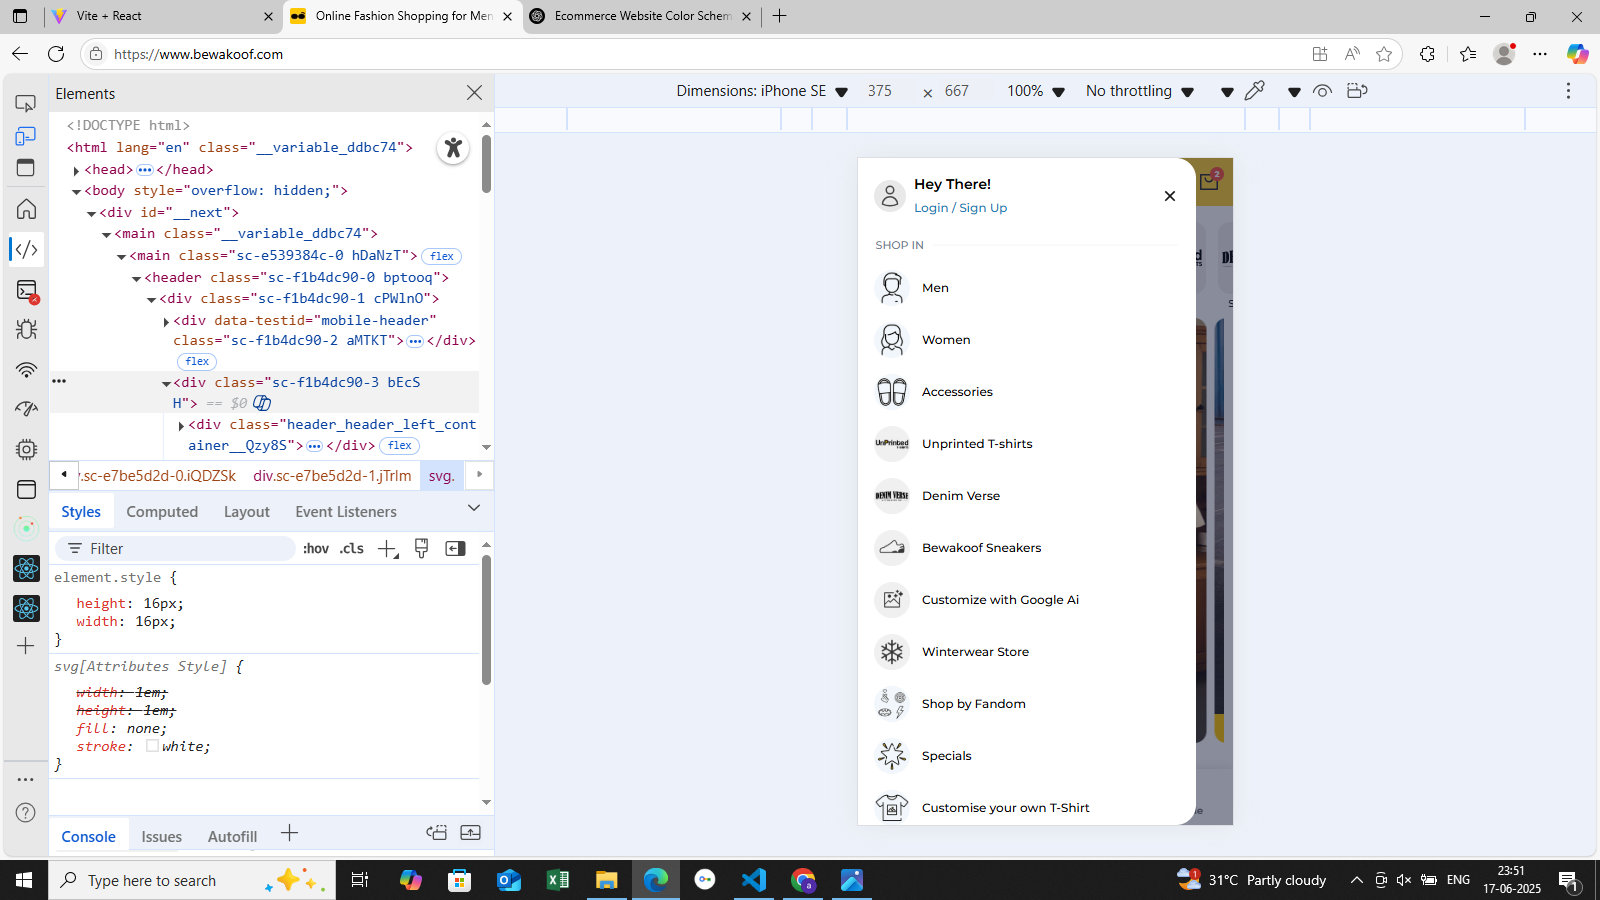 Vite + React
Online Fashion Shopping for Men
Ecommerce Website Color Schem
https://www.bewakoof.com
Elements
<!DOCTYPE html>
<html lang="en" class="__variable_ddbc74">
<head> ••• </head>
<body style="overflow: hidden;">
<div id="__next">
<main class="__variable_ddbc74">
<main class="sc-e539384c-0 hDaNzT"> flex
<header class="sc-f1b4dc90-0 bptooq">
<div class="sc-f1b4dc90-1 cPWlnO">
<div data-testid="mobile-header"
class="sc-f1b4dc90-2 aMTKT"> ••• </div>
flex
••• <div class="sc-f1b4dc90-3 bEcS
H"> == $0
<div class="header_header_left_cont
ainer__Qzy8S"> ••• </div> flex
v.sc-e7be5d2d-0.iQDZSk div.sc-e7be5d2d-1.jTrlm svg.
Styles Computed Layout Event Listeners
Filter :hov .cls
element.style {
height: 16px;
width: 16px;
}
svg[Attributes Style] {
width: 1em;
height: 1em;
fill: none;
stroke: white;
}
Console Issues Autofill
Dimensions: iPhone SE 375 × 667 100% No throttling
2
Hey There!
Login / Sign Up
SHOP IN
Men
Women
Accessories
UnPrinted
Unprinted T-shirts
DENIM VERSE
Denim Verse
Bewakoof Sneakers
Customize with Google Ai
Winterwear Store
Shop by Fandom
Specials
Customise your own T-Shirt
Type here to search
1
31°C Partly cloudy
ENG
23:51
17-06-2025
1